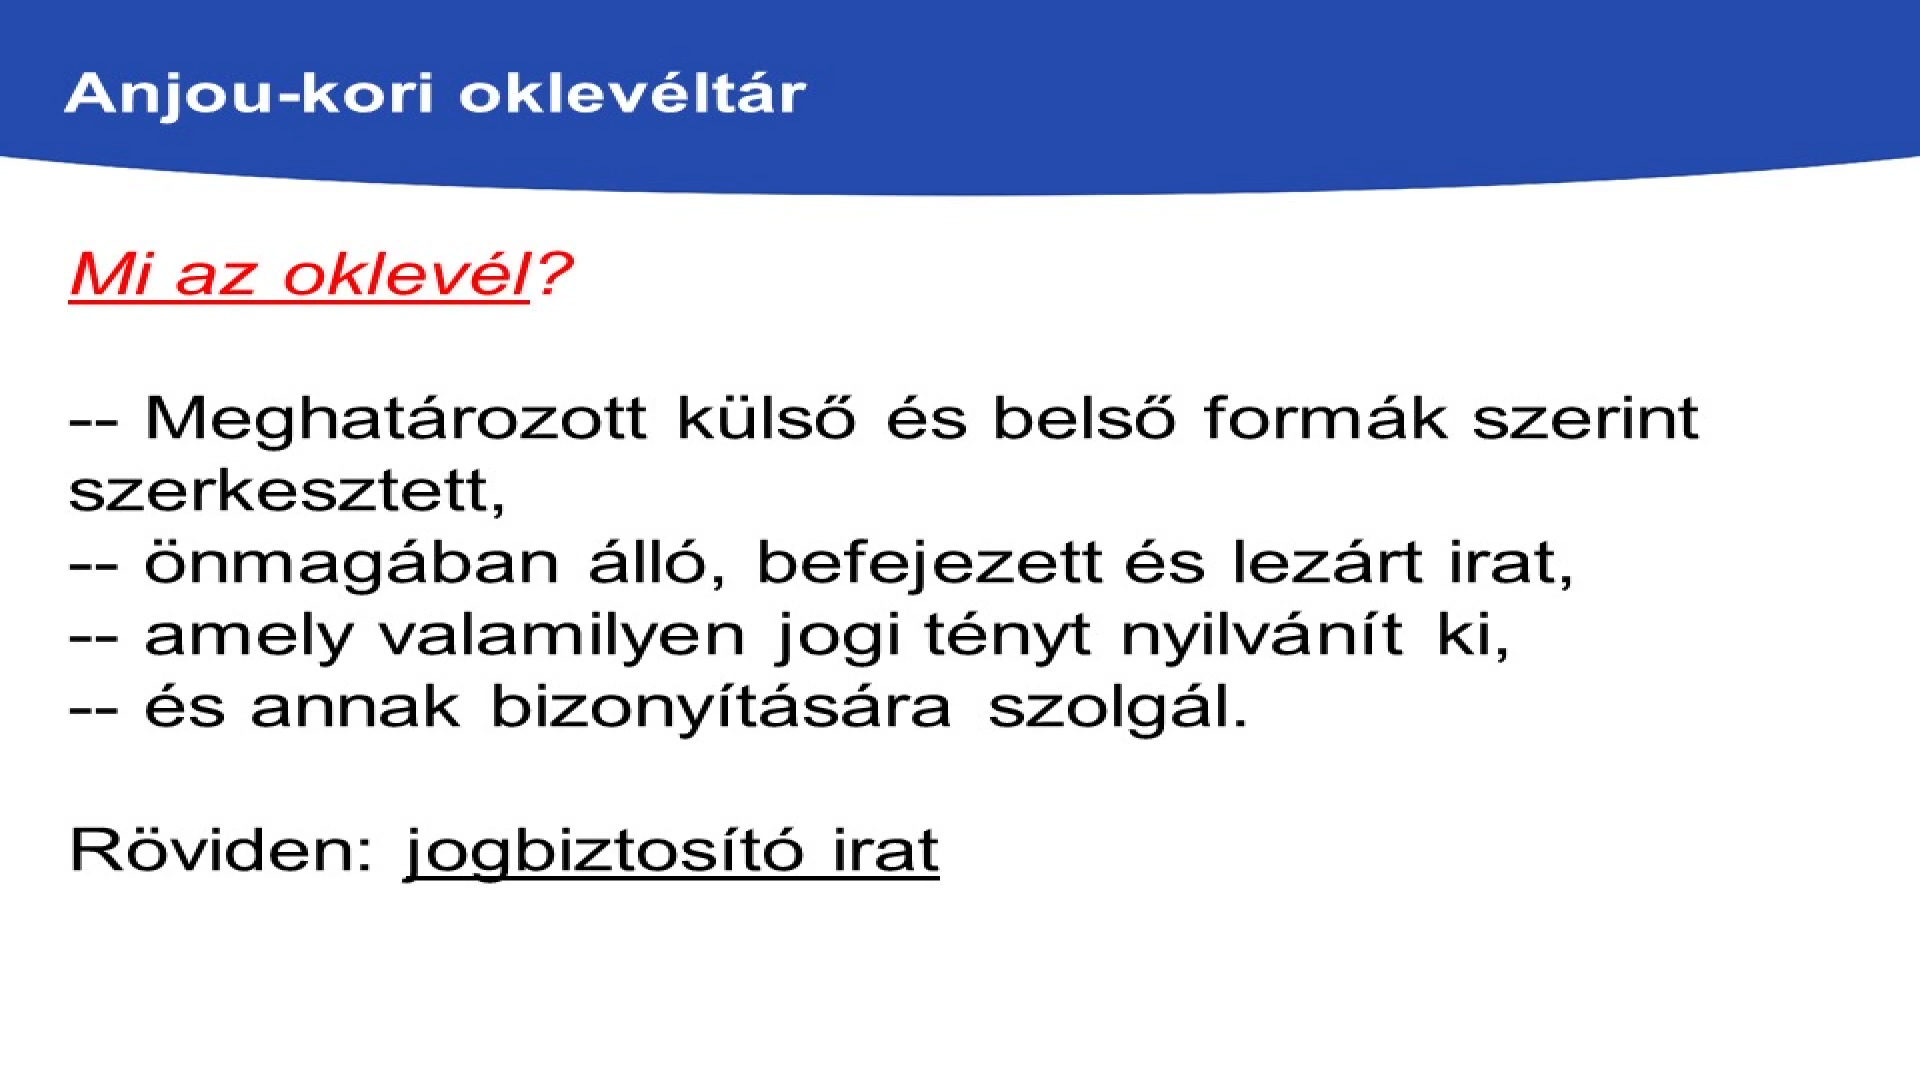 Anjou-kori oklevéltár
Mi az oklevél?
-- Meghatározott külső és belső formák szerint
szerkesztett,
-- önmagában álló, befejezett és lezárt irat,
-- amely valamilyen jogi tényt nyilvánít ki,
-- és annak bizonyítására szolgál.
Röviden: jogbiztosító irat